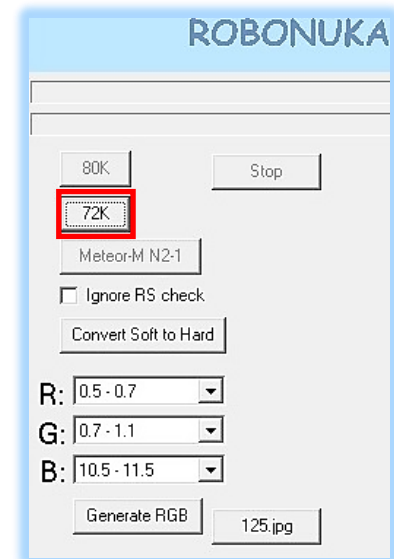 ROBONUKA
80K Stop
72K
Meteor-M N2-1
Ignore RS check
Convert Soft to Hard
R: 0.5 - 0.7
G: 0.7 - 1.1
B: 10.5 - 11.5
Generate RGB 125.jpg